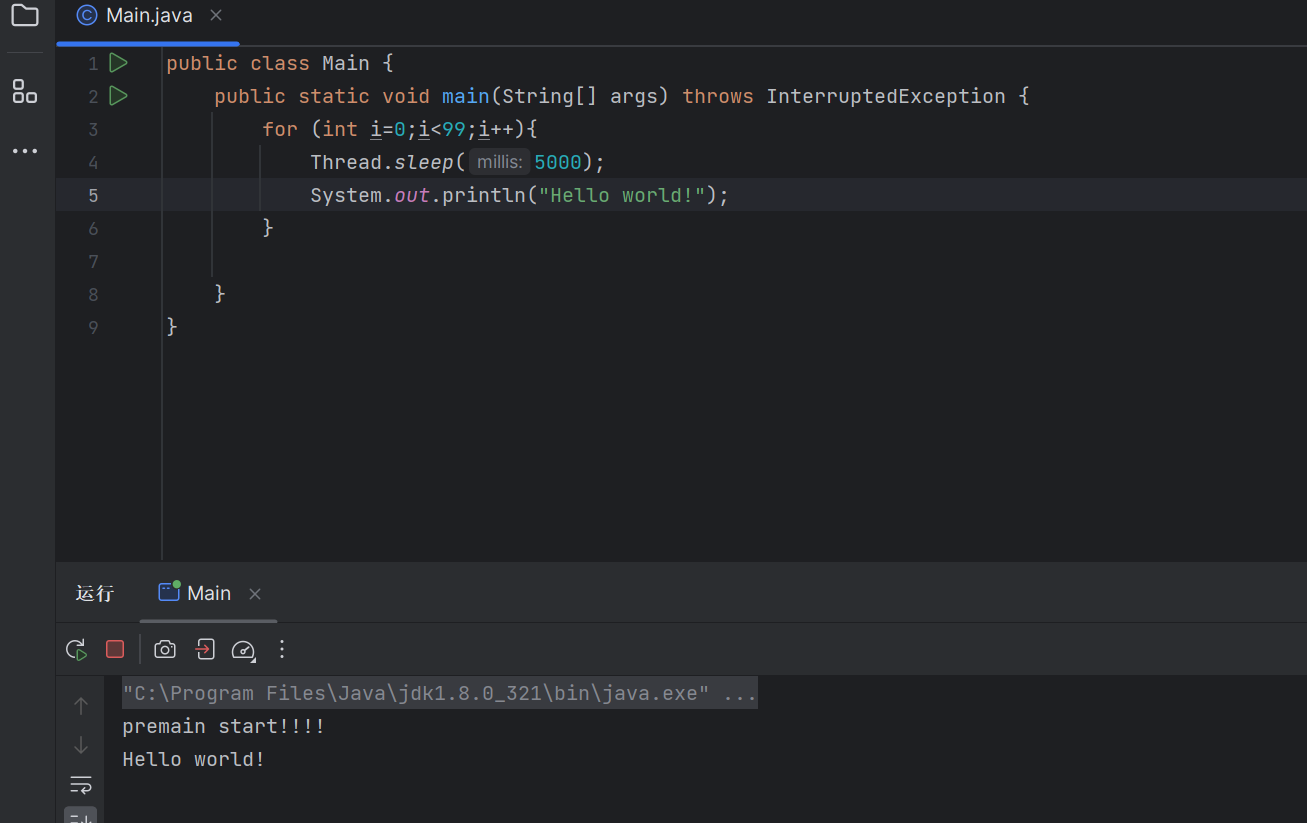 Main.java
1 public class Main {
2 public static void main(String[] args) throws InterruptedException {
3 for (int i=0;i<99;i++){
4 Thread.sleep( millis: 5000);
5 System.out.println("Hello world!");
6 }
7
8 }
9 }
运行 Main
"C:\Program Files\Java\jdk1.8.0_321\bin\java.exe" ...
premain start!!!!
Hello world!